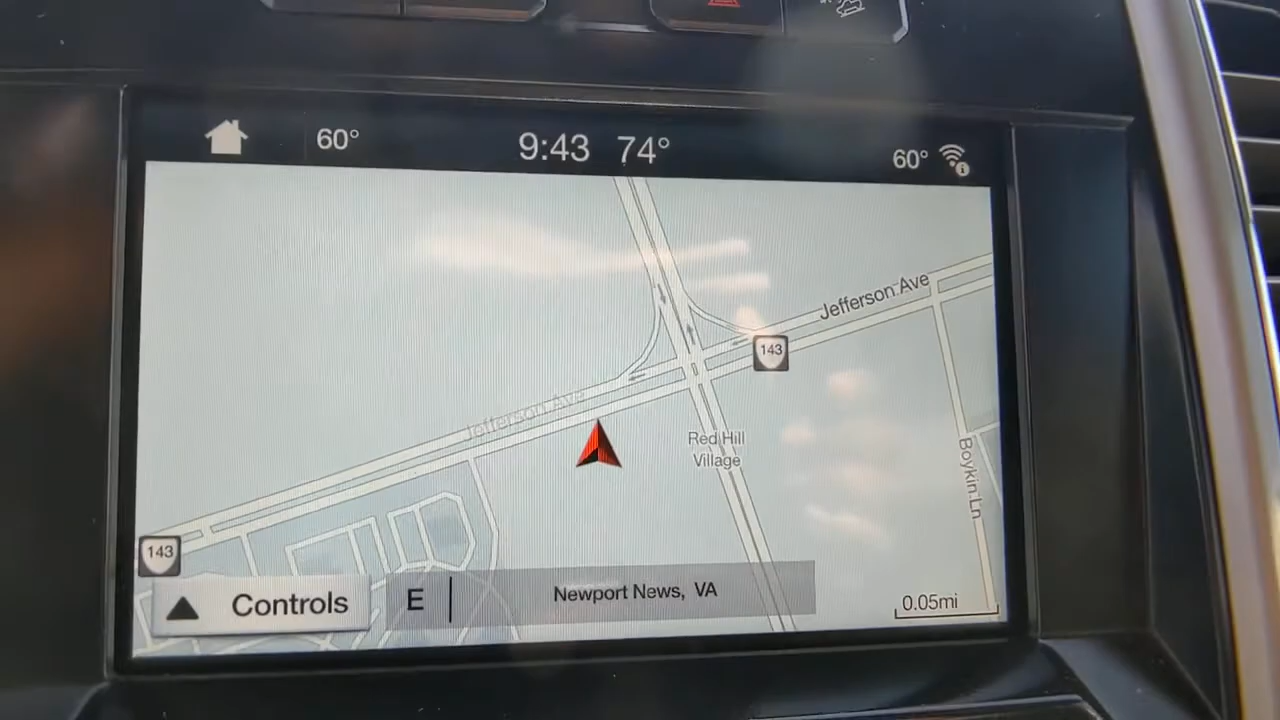 60° 9:43 74° 60°
Jefferson Ave
143
Jefferson Ave
Red Hill
Village
Boykin Ln
143
Controls E Newport News, VA 0.05mi